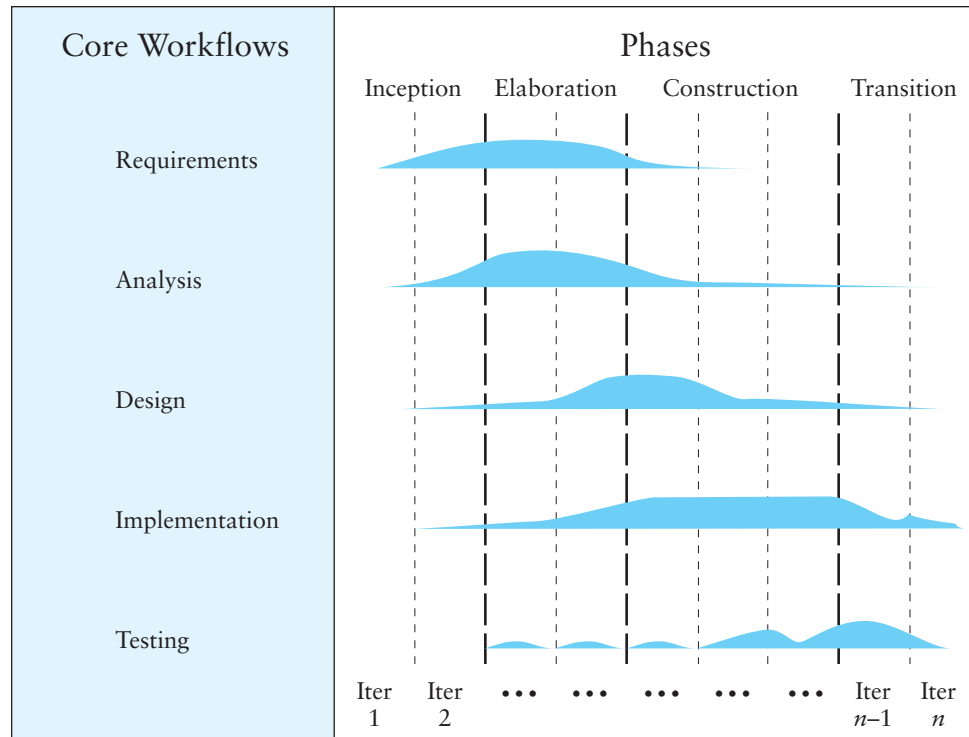 Core Workflows
Phases
Inception Elaboration Construction Transition
Requirements
Analysis
Design
Implementation
Testing
Iter Iter ••• ••• ••• ••• ••• Iter Iter
1 2 n–1 n